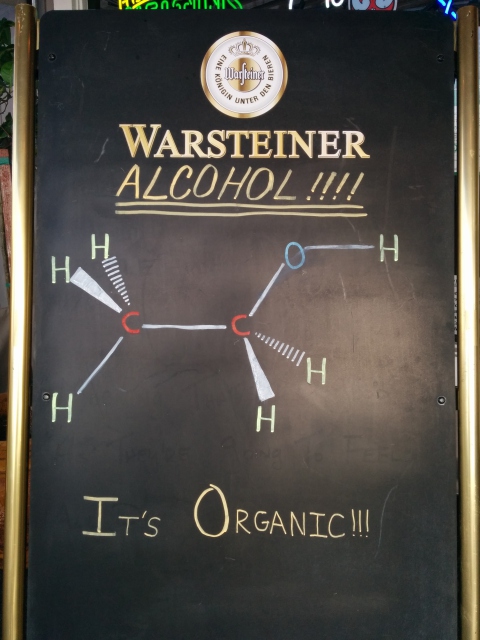 EINE KÖNIGIN UNTER DEN BIEREN
Warsteiner
WARSTEINER
ALCOHOL!!!!
H
H
O
H
C
C
H
H
H
IT'S ORGANIC!!!